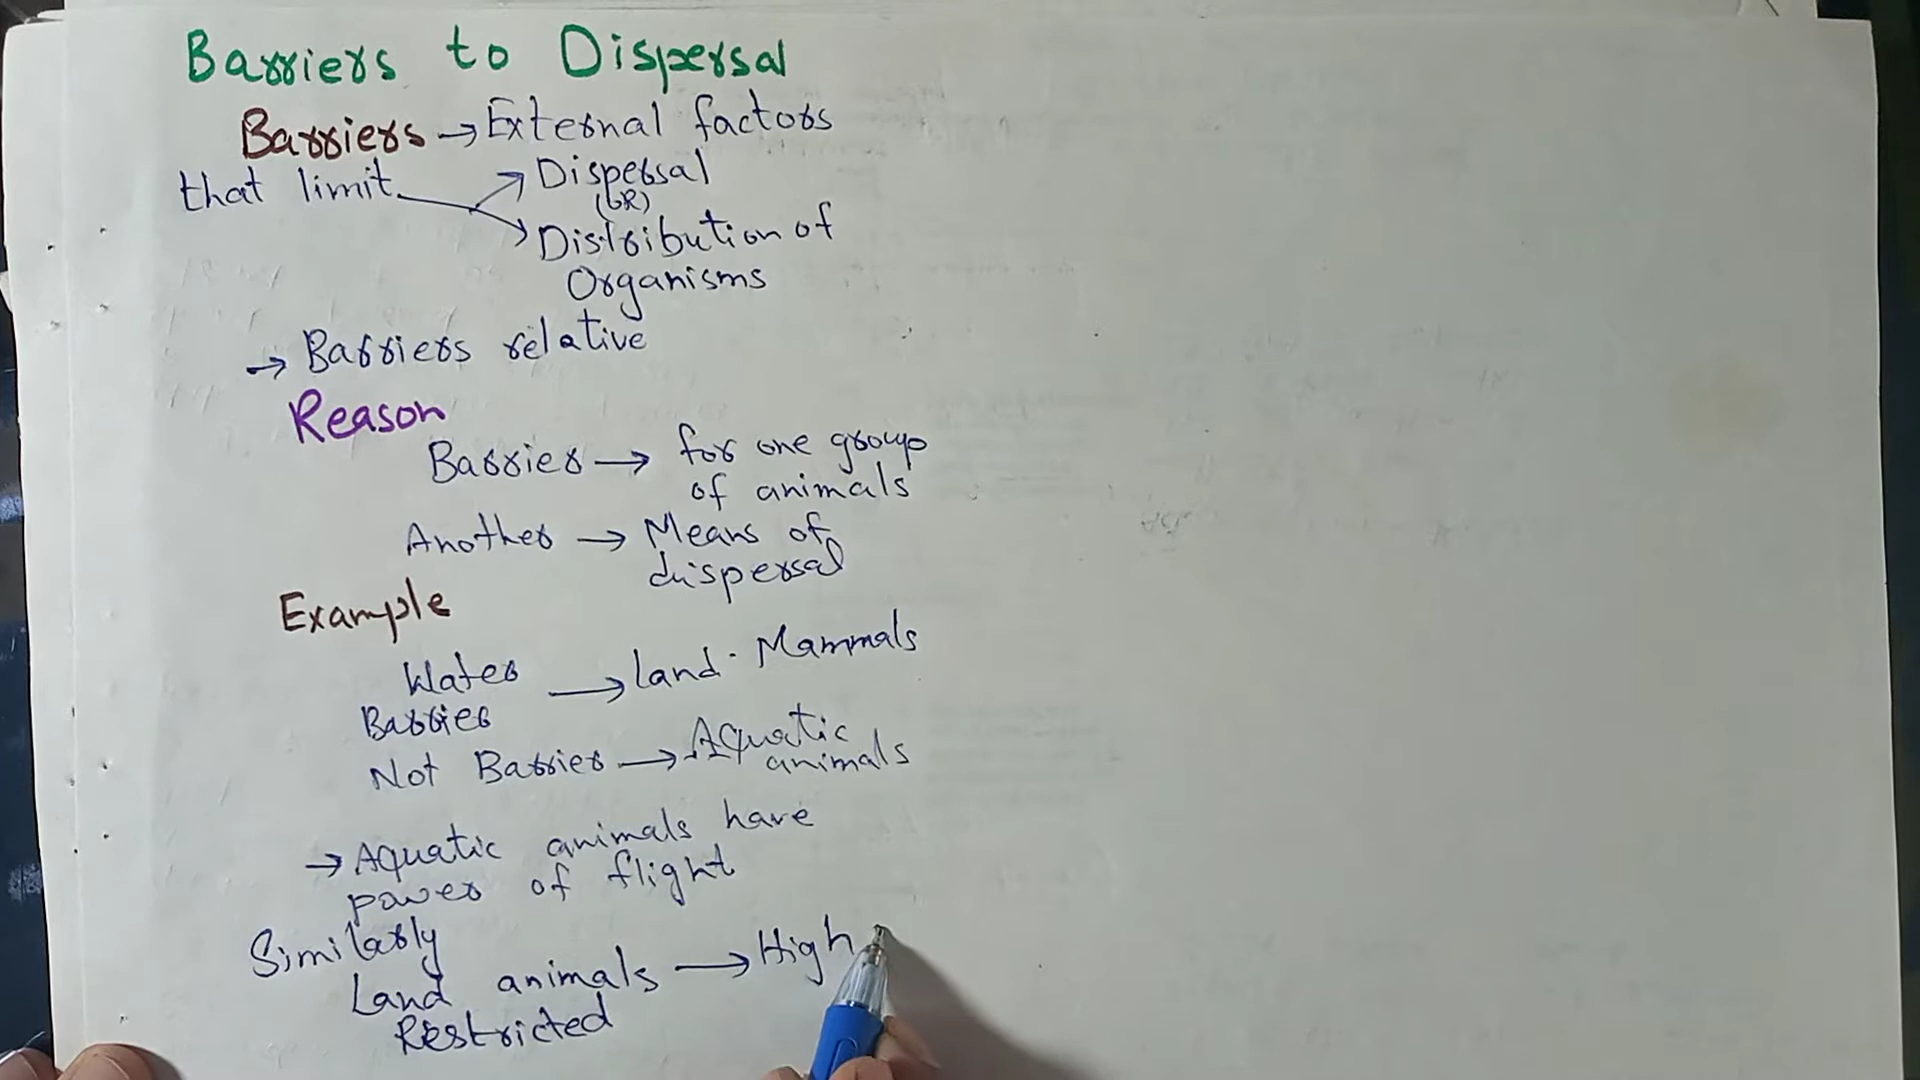 Barriers to Dispersal
Barriers → External factors
that limit → Dispersal
(OR)
→ Distribution of
Organisms
→ Barriers relative
Reason
Barrier → for one group
of animals
Another → Means of
dispersal
Example
Water → Land Mammals
Barrier
Not Barrier → Aquatic
animals
→ Aquatic animals have
power of flight
Similarly
Land animals → High
Restricted